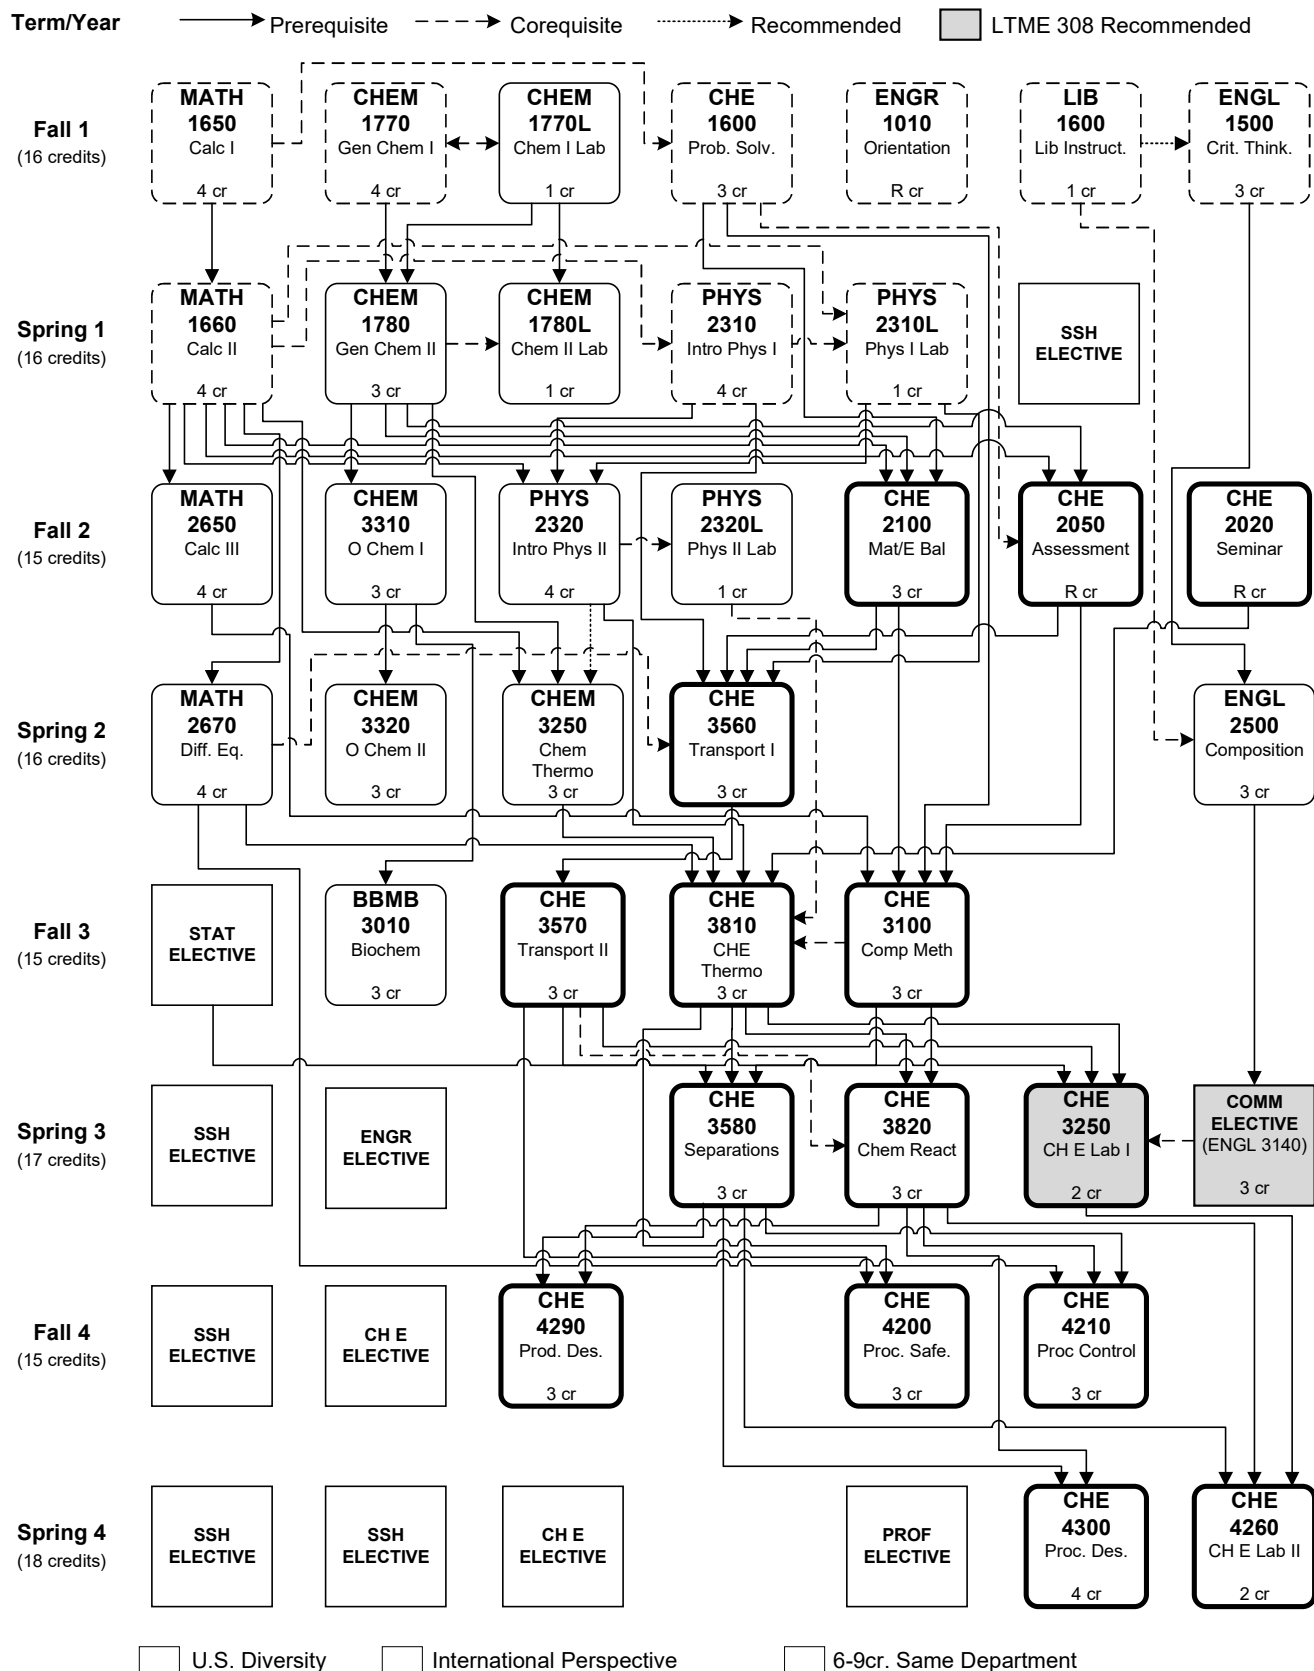 Term/Year
Prerequisite
Corequisite
Recommended
LTME 308 Recommended
Fall 1
(16 credits)
MATH
1650
Calc I
4 cr
CHEM
1770
Gen Chem I
4 cr
CHEM
1770L
Chem I Lab
1 cr
CHE
1600
Prob. Solv.
3 cr
ENGR
1010
Orientation
R cr
LIB
1600
Lib Instruct.
1 cr
ENGL
1500
Crit. Think.
3 cr
Spring 1
(16 credits)
MATH
1660
Calc II
4 cr
CHEM
1780
Gen Chem II
3 cr
CHEM
1780L
Chem II Lab
1 cr
PHYS
2310
Intro Phys I
4 cr
PHYS
2310L
Phys I Lab
1 cr
SSH
ELECTIVE
Fall 2
(15 credits)
MATH
2650
Calc III
4 cr
CHEM
3310
O Chem I
3 cr
PHYS
2320
Intro Phys II
4 cr
PHYS
2320L
Phys II Lab
1 cr
CHE
2100
Mat/E Bal
3 cr
CHE
2050
Assessment
R cr
CHE
2020
Seminar
R cr
Spring 2
(16 credits)
MATH
2670
Diff. Eq.
4 cr
CHEM
3320
O Chem II
3 cr
CHEM
3250
Chem
Thermo
3 cr
CHE
3560
Transport I
3 cr
ENGL
2500
Composition
3 cr
Fall 3
(15 credits)
STAT
ELECTIVE
BBMB
3010
Biochem
3 cr
CHE
3570
Transport II
3 cr
CHE
3810
CHE
Thermo
3 cr
CHE
3100
Comp Meth
3 cr
Spring 3
(17 credits)
SSH
ELECTIVE
ENGR
ELECTIVE
CHE
3580
Separations
3 cr
CHE
3820
Chem React
3 cr
CHE
3250
CH E Lab I
2 cr
COMM
ELECTIVE
(ENGL 3140)
3 cr
Fall 4
(15 credits)
SSH
ELECTIVE
CH E
ELECTIVE
CHE
4290
Prod. Des.
3 cr
CHE
4200
Proc. Safe.
3 cr
CHE
4210
Proc Control
3 cr
Spring 4
(18 credits)
SSH
ELECTIVE
SSH
ELECTIVE
CH E
ELECTIVE
PROF
ELECTIVE
CHE
4300
Proc. Des.
4 cr
CHE
4260
CH E Lab II
2 cr
U.S. Diversity
International Perspective
6-9cr. Same Department